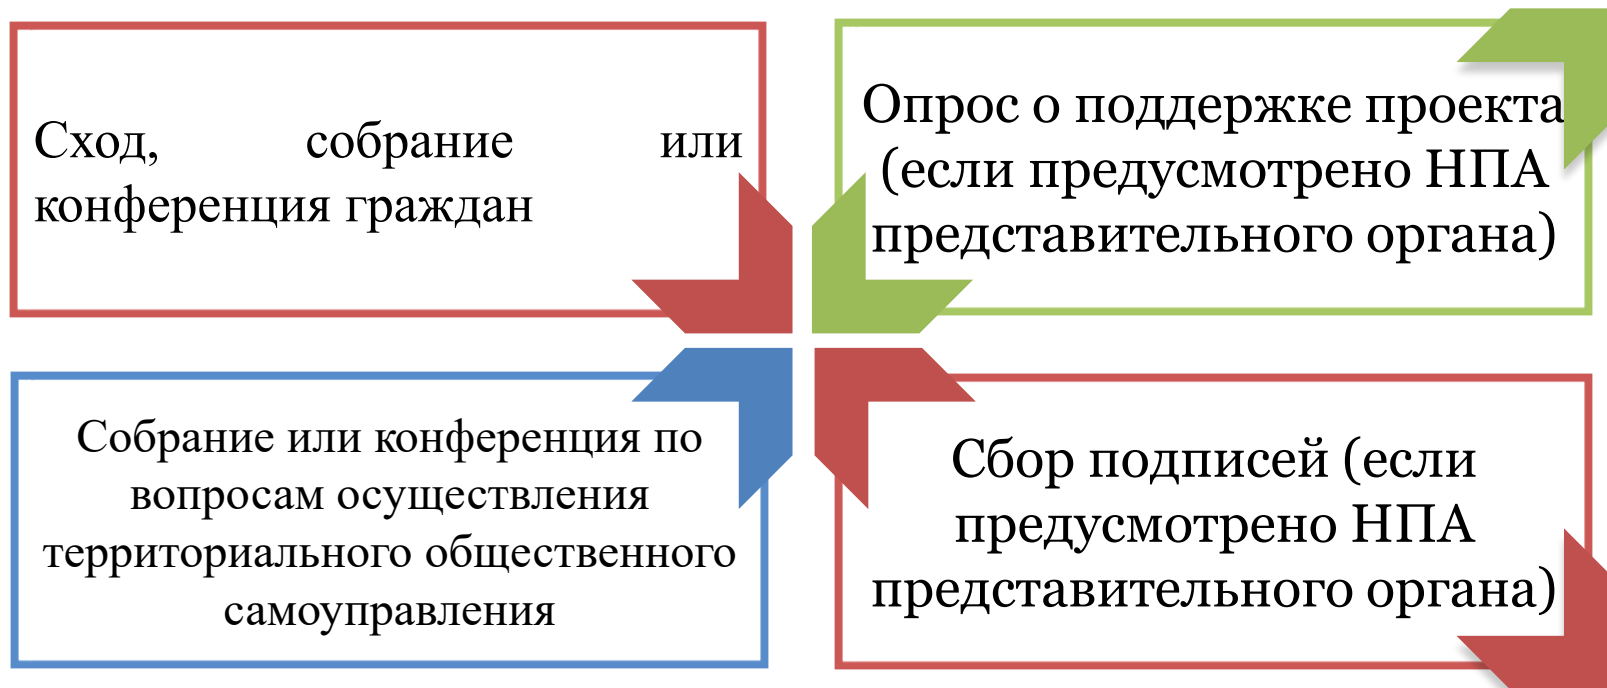 Сход, собрание или
конференция граждан
Опрос о поддержке проекта
(если предусмотрено НПА
представительного органа)
Собрание или конференция по
вопросам осуществления
территориального общественного
самоуправления
Сбор подписей (если
предусмотрено НПА
представительного органа)